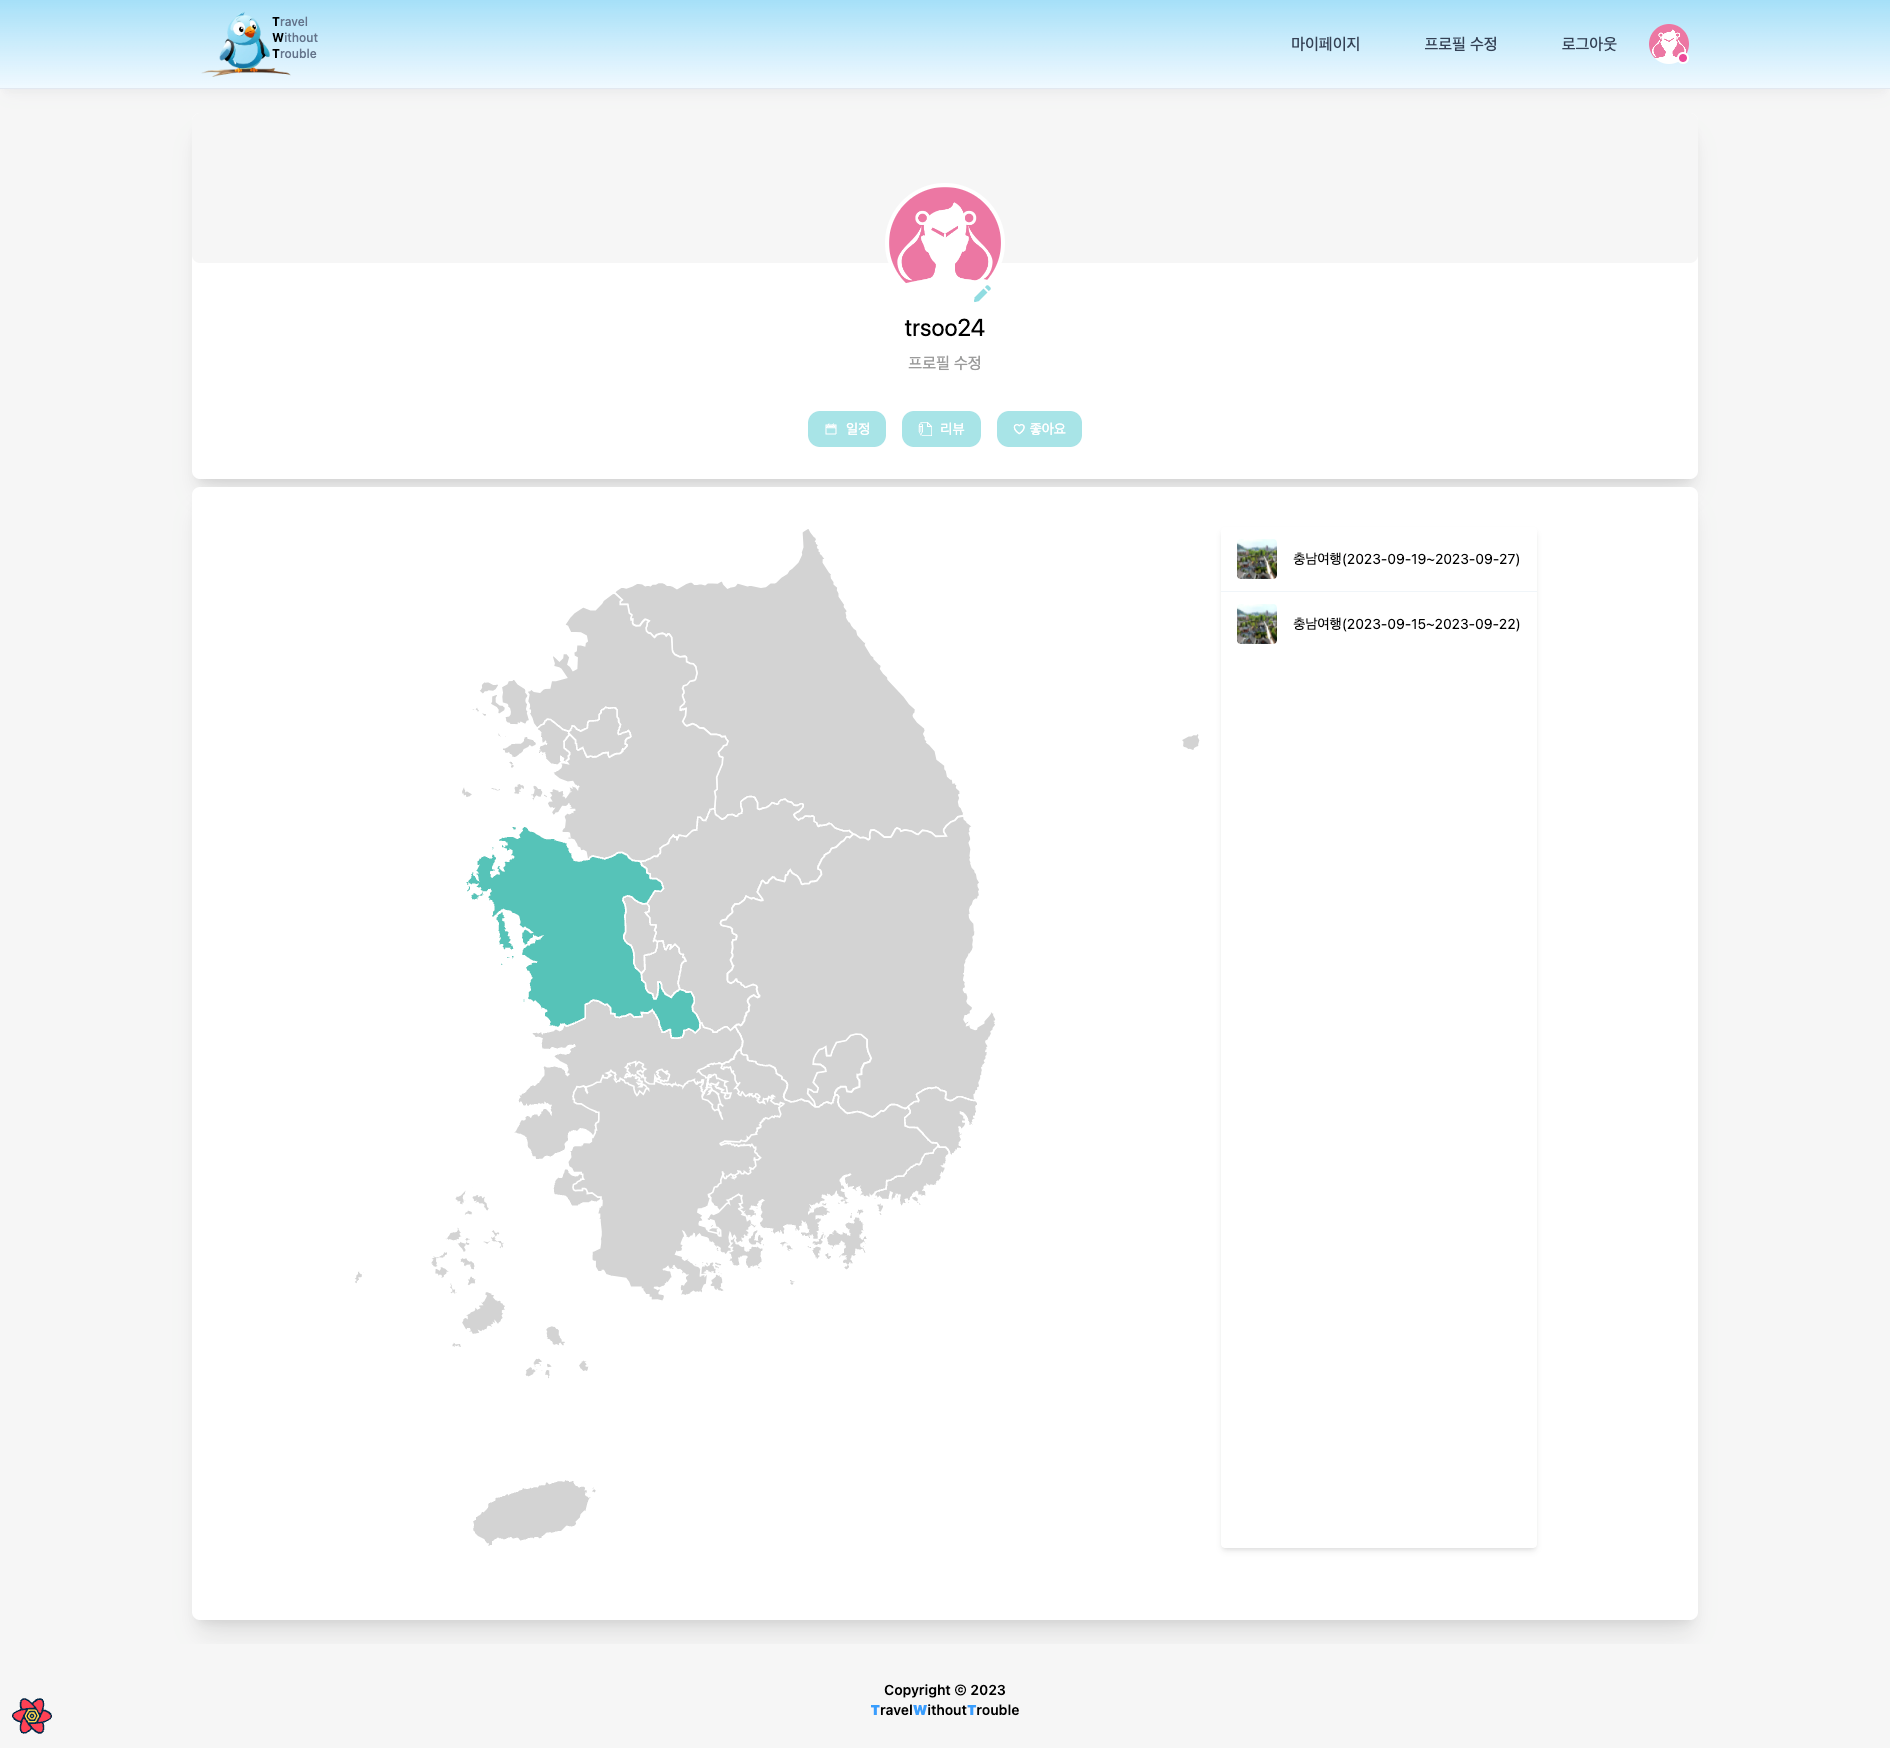 Travel
Without
Trouble
마이페이지
프로필 수정
로그아웃
trsoo24
프로필 수정
일정
리뷰
좋아요
충남여행(2023-09-19~2023-09-27)
충남여행(2023-09-15~2023-09-22)
Copyright © 2023
TravelWithoutTrouble